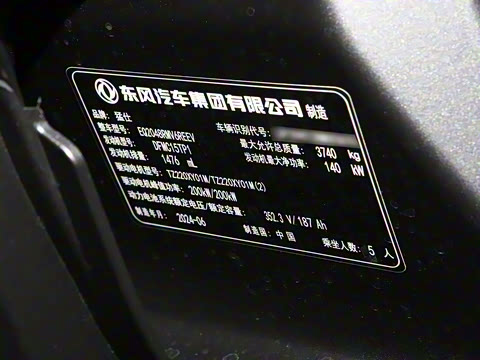 东风汽车集团有限公司 制造
品牌：猛仕
整车型号：EQ2048RMV6REEV 车辆识别代号：
发动机型号：DFMC15TP1 最大允许总质量：3740 kg
发动机排量：1476 mL 发动机最大净功率：140 kW
驱动电机型号：TZ220XY01W/TZ220XY01W(2)
驱动电机峰值功率：200kW/200kW
动力电池系统额定电压/额定容量：352.3 V/187 Ah
制造年月：2024-06 制造国：中国 乘坐人数：5 人